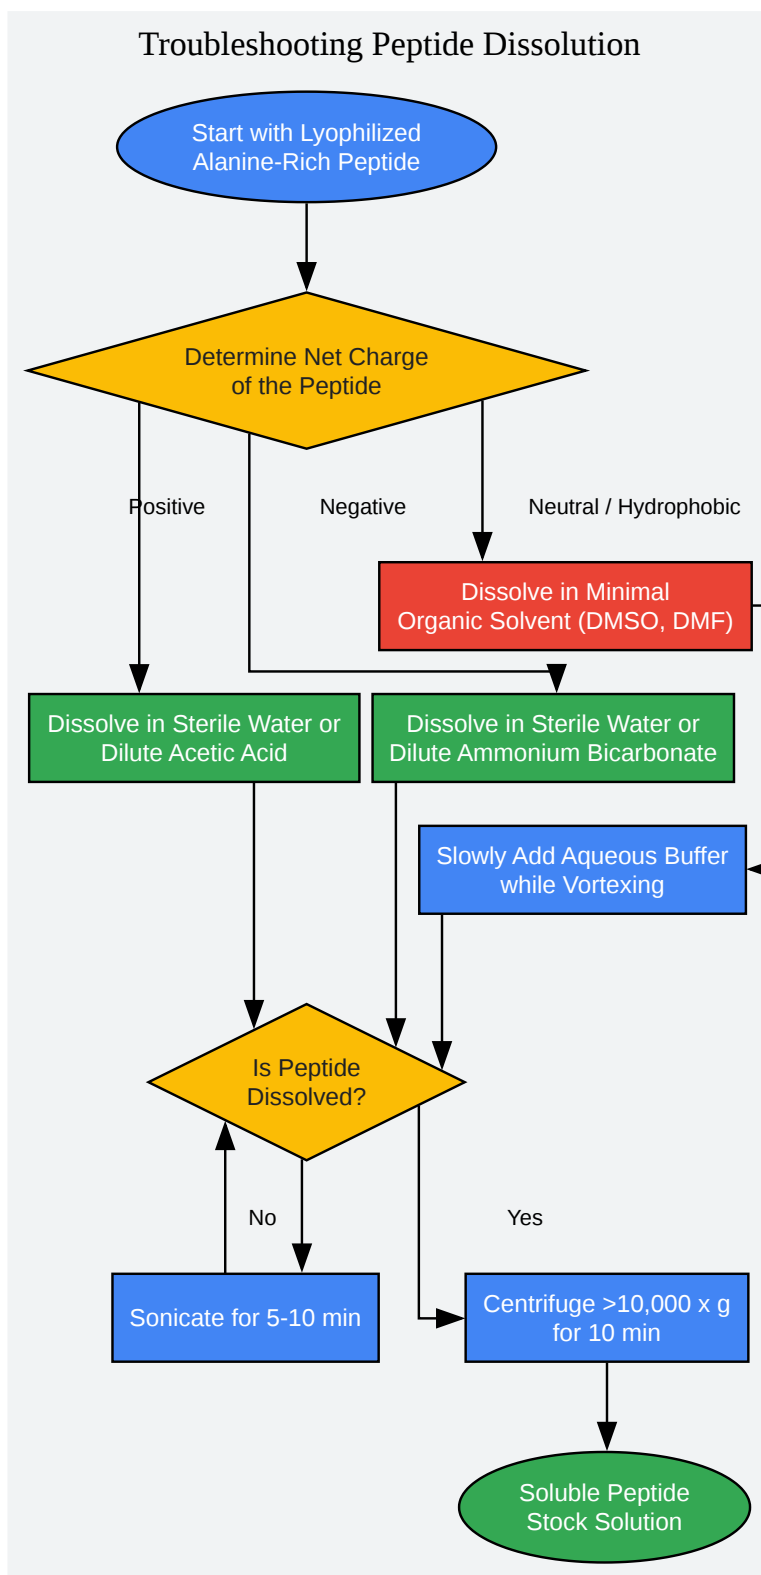 Troubleshooting Peptide Dissolution
Start with Lyophilized
Alanine-Rich Peptide
Determine Net Charge
of the Peptide
Positive
Negative
Neutral / Hydrophobic
Dissolve in Minimal
Organic Solvent (DMSO, DMF)
Dissolve in Sterile Water or
Dilute Acetic Acid
Dissolve in Sterile Water or
Dilute Ammonium Bicarbonate
Slowly Add Aqueous Buffer
while Vortexing
Is Peptide
Dissolved?
No
Yes
Sonicate for 5-10 min
Centrifuge >10,000 x g
for 10 min
Soluble Peptide
Stock Solution